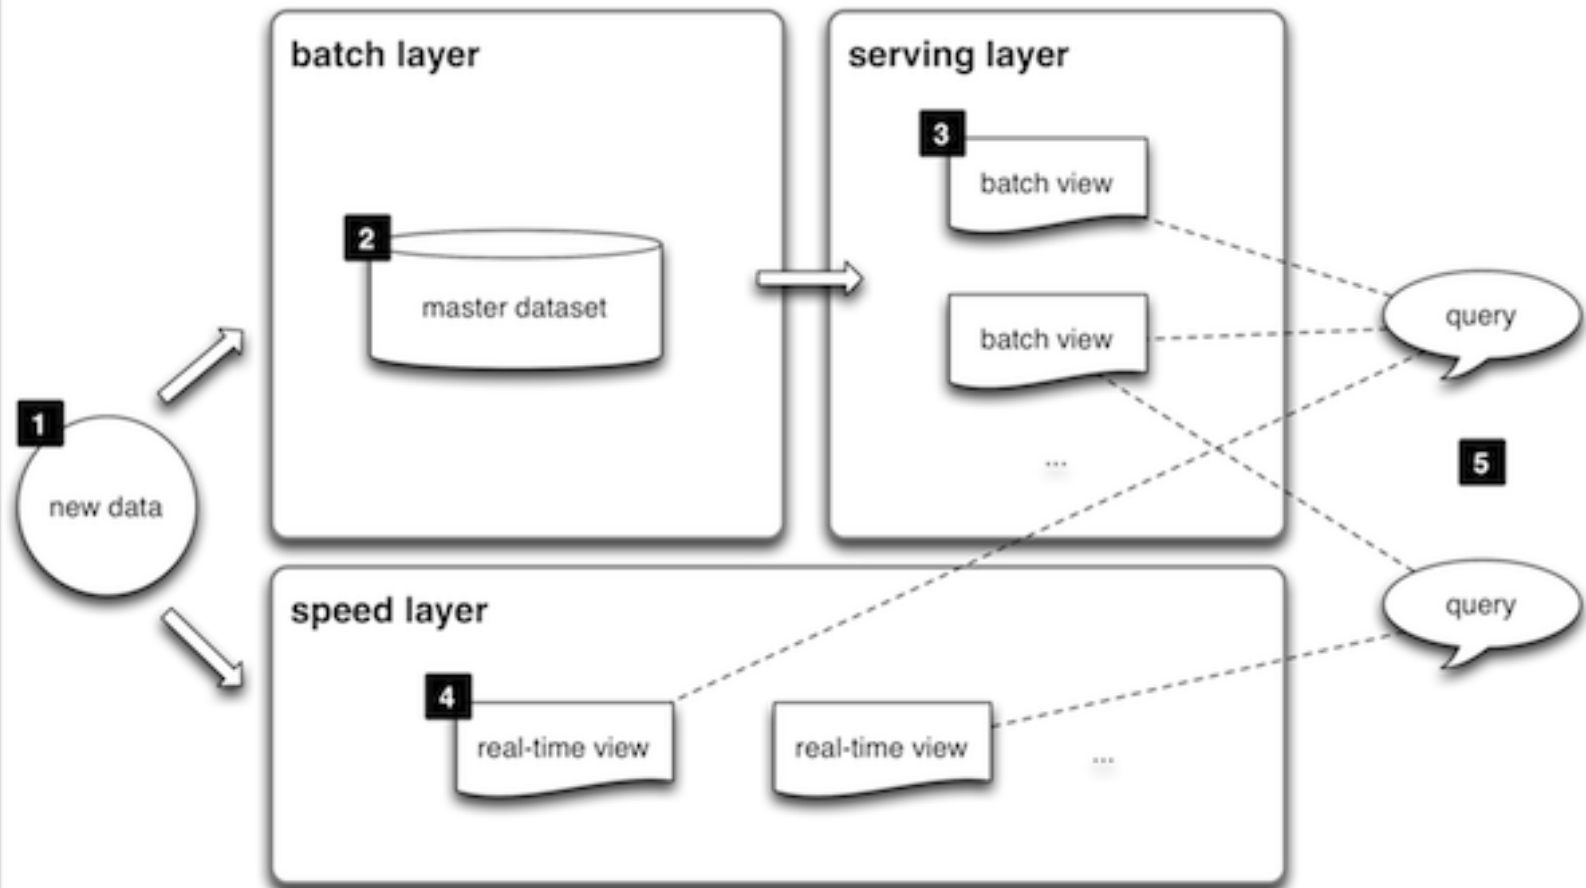 batch layer
2
master dataset
serving layer
3
batch view
batch view
...
1
new data
query
5
query
speed layer
4
real-time view
real-time view
...